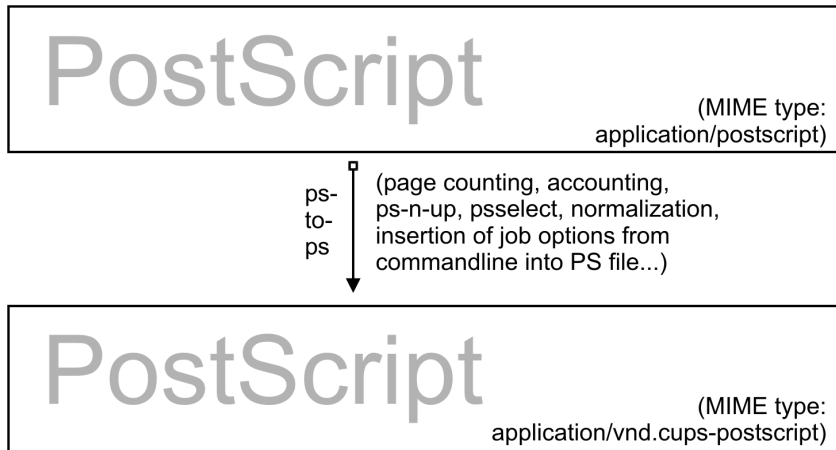 PostScript
(MIME type:
application/postscript)
ps-
to-
ps
(page counting, accounting,
ps-n-up, psselect, normalization,
insertion of job options from
commandline into PS file...)
PostScript
(MIME type:
application/vnd.cups-postscript)